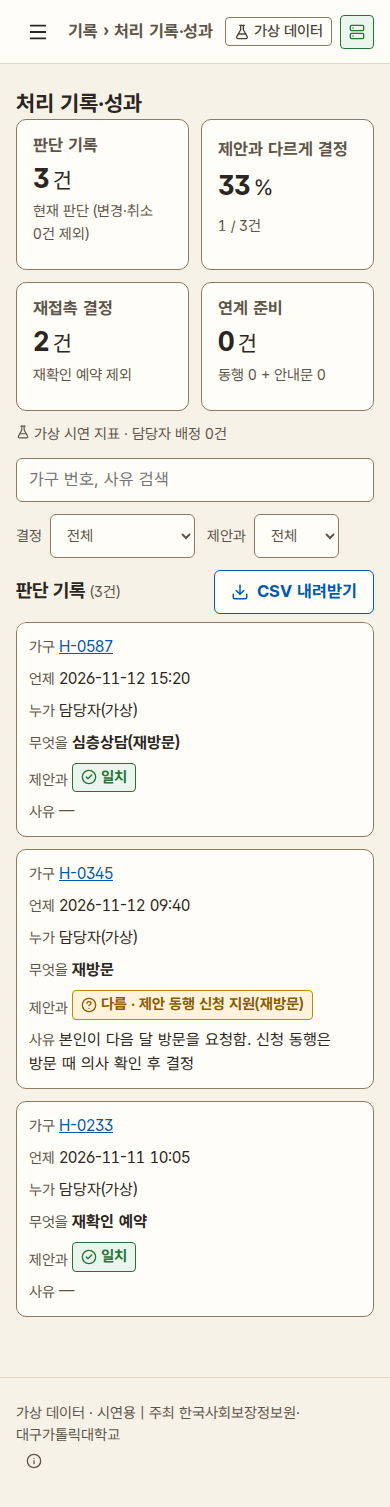 기록 › 처리 기록·성과
가상 데이터
처리 기록·성과
판단 기록
3 건
현재 판단 (변경·취소
0건 제외)
제안과 다르게 결정
33 %
1 / 3건
재접촉 결정
2 건
재확인 예약 제외
연계 준비
0 건
동행 0 + 안내문 0
가상 시연 지표 · 담당자 배정 0건
가구 번호, 사유 검색
결정 전체 제안과 전체
판단 기록 (3건)
CSV 내려받기
가구 H-0587
언제 2026-11-12 15:20
누가 담당자(가상)
무엇을 심층상담(재방문)
제안과 일치
사유 —
가구 H-0345
언제 2026-11-12 09:40
누가 담당자(가상)
무엇을 재방문
제안과 다름 · 제안 동행 신청 지원(재방문)
사유 본인이 다음 달 방문을 요청함. 신청 동행은
방문 때 의사 확인 후 결정
가구 H-0233
언제 2026-11-11 10:05
누가 담당자(가상)
무엇을 재확인 예약
제안과 일치
사유 —
가상 데이터 · 시연용 | 주최 한국사회보장정보원·
대구가톨릭대학교